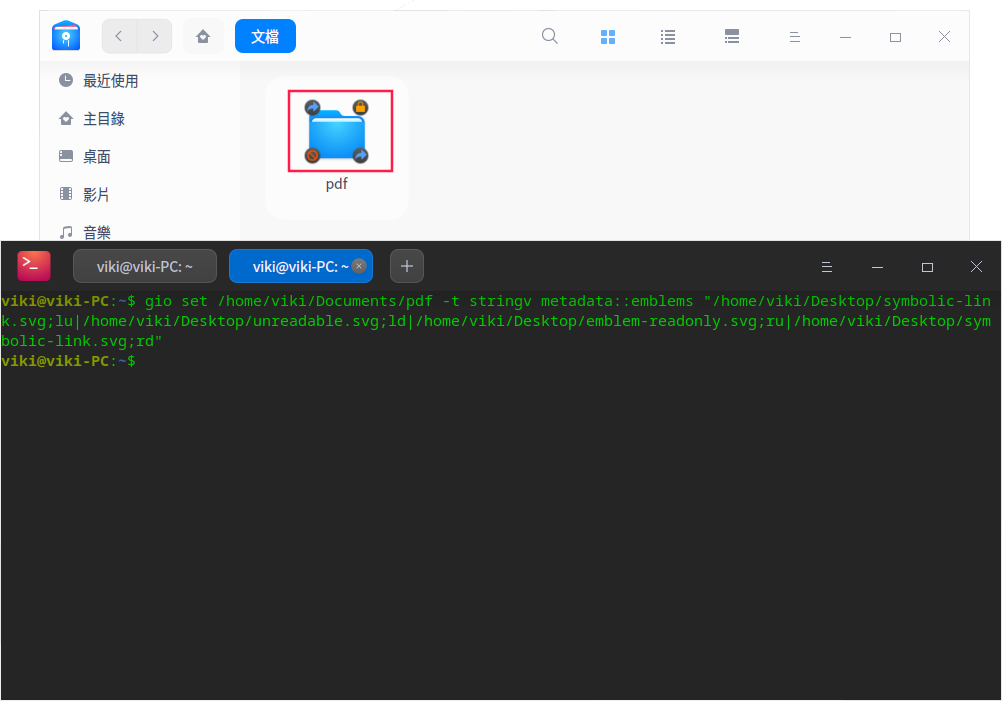 文檔
最近使用
主目錄
桌面
影片
音樂
pdf
viki@viki-PC: ~
viki@viki-PC: ~
viki@viki-PC:~$ gio set /home/viki/Documents/pdf -t stringv metadata::emblems "/home/viki/Desktop/symbolic-lin
k.svg;lu|/home/viki/Desktop/unreadable.svg;ld|/home/viki/Desktop/emblem-readonly.svg;ru|/home/viki/Desktop/sym
bolic-link.svg;rd"
viki@viki-PC:~$